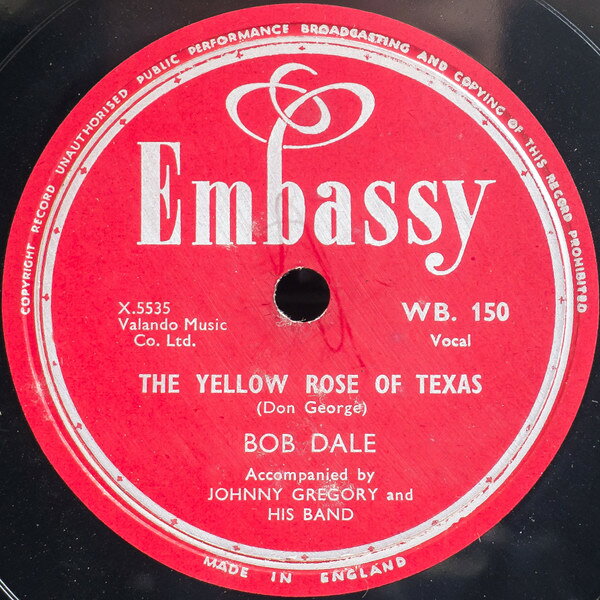 COPYRIGHT RECORD UNAUTHORISED PUBLIC PERFORMANCE BROADCASTING AND COPYING OF THIS RECORD PROHIBITED
Embassy
X.5535
Valando Music
Co. Ltd.
WB. 150
Vocal
THE YELLOW ROSE OF TEXAS
(Don George)
BOB DALE
Accompanied by
JOHNNY GREGORY and
HIS BAND
MADE IN ENGLAND